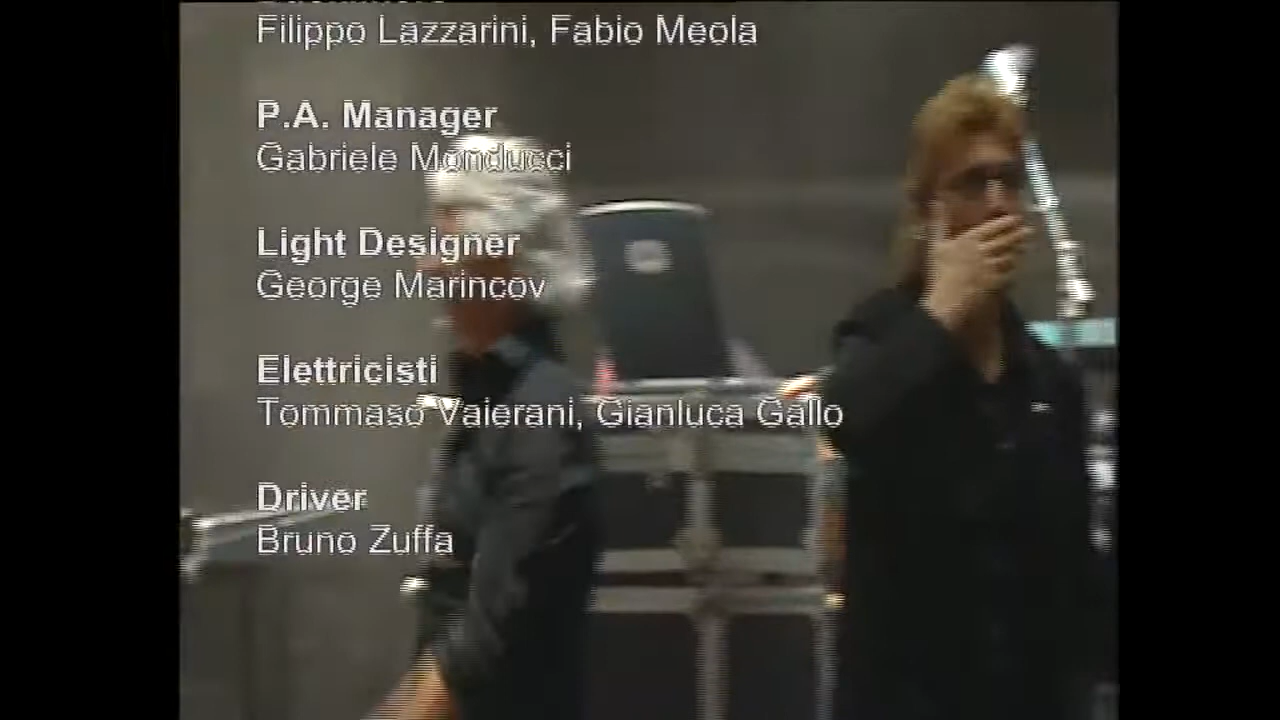 Filippo Lazzarini, Fabio Meola
P.A. Manager
Gabriele Monducci
Light Designer
George Marincov
Elettricisti
Tommaso Vaierani, Gianluca Gallo
Driver
Bruno Zuffa